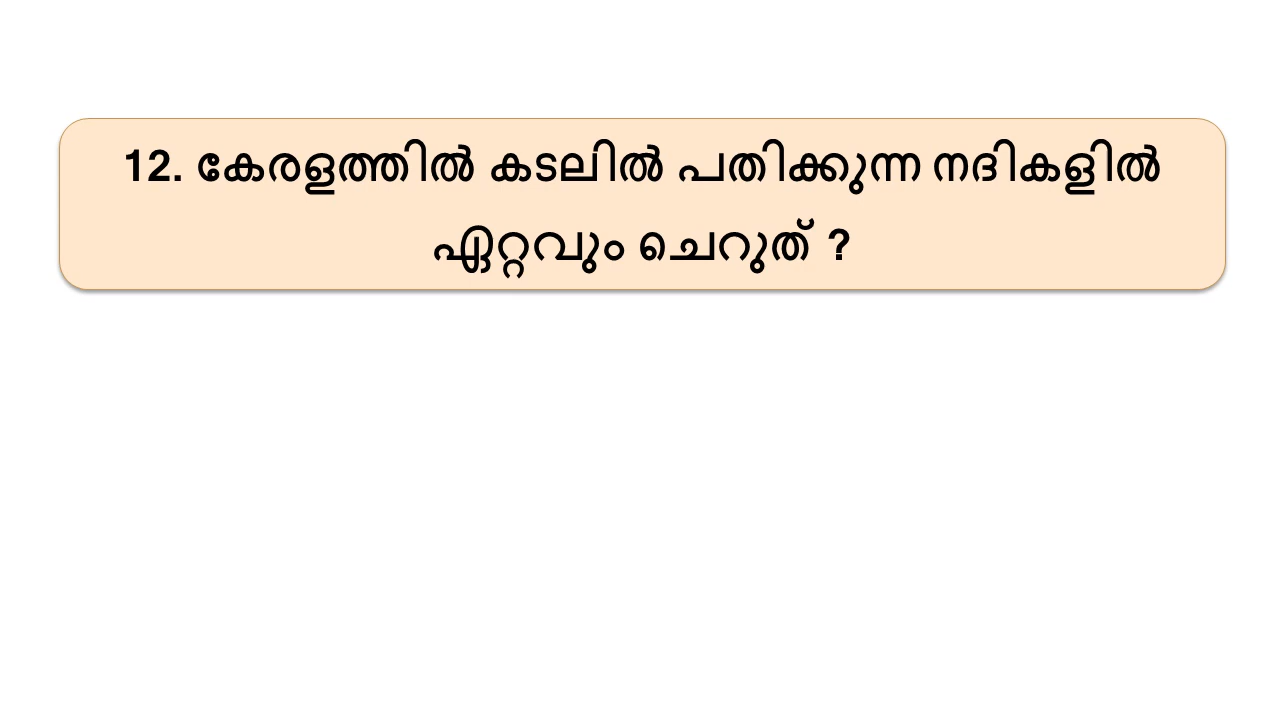 12. കേരളത്തിൽ കടലിൽ പതിക്കുന്ന നദികളിൽ
ഏറ്റവും ചെറുത് ?